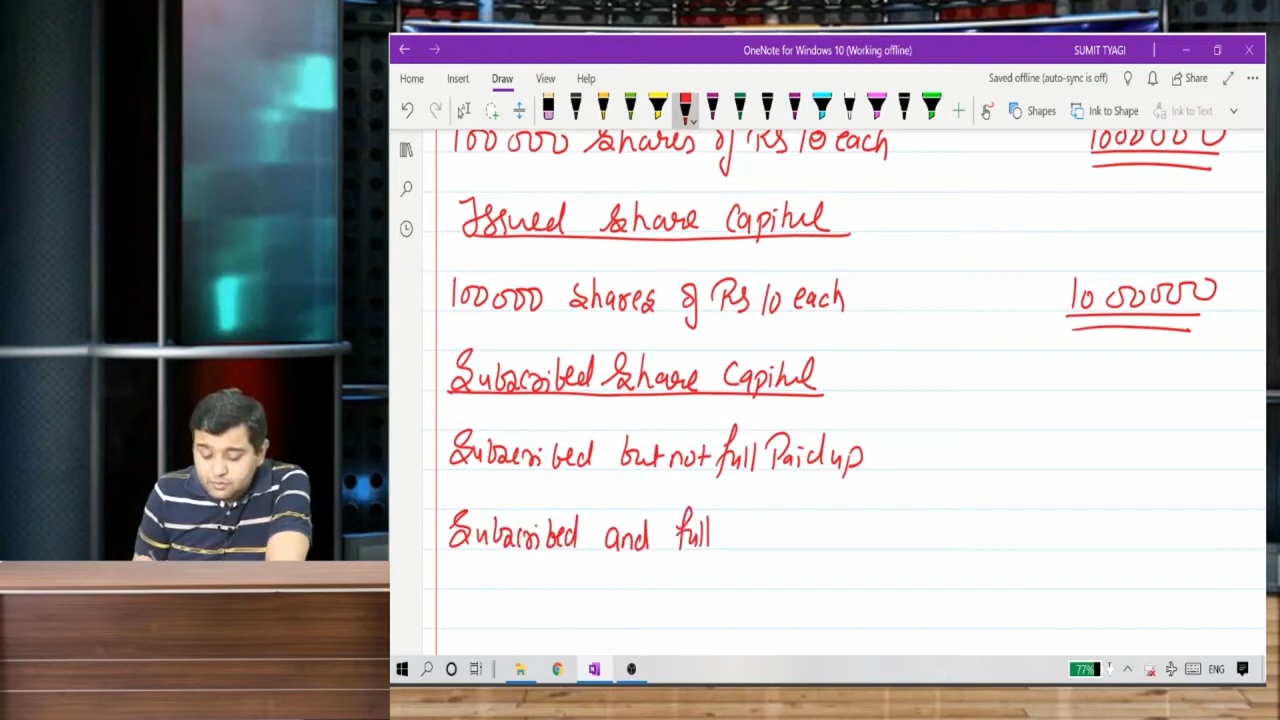 OneNote for Windows 10 (Working offline)
SUMIT TYAGI
Home Insert Draw View Help
Saved offline (auto-sync is off)
Share
Shapes
Ink to Shape
Ink to Text
100000 shares of Rs 10 each 1000000
Issued share capital
100000 shares of Rs 10 each 1000000
Subscribed share capital
Subscribed but not full Paid up
Subscribed and full
77%
ENG